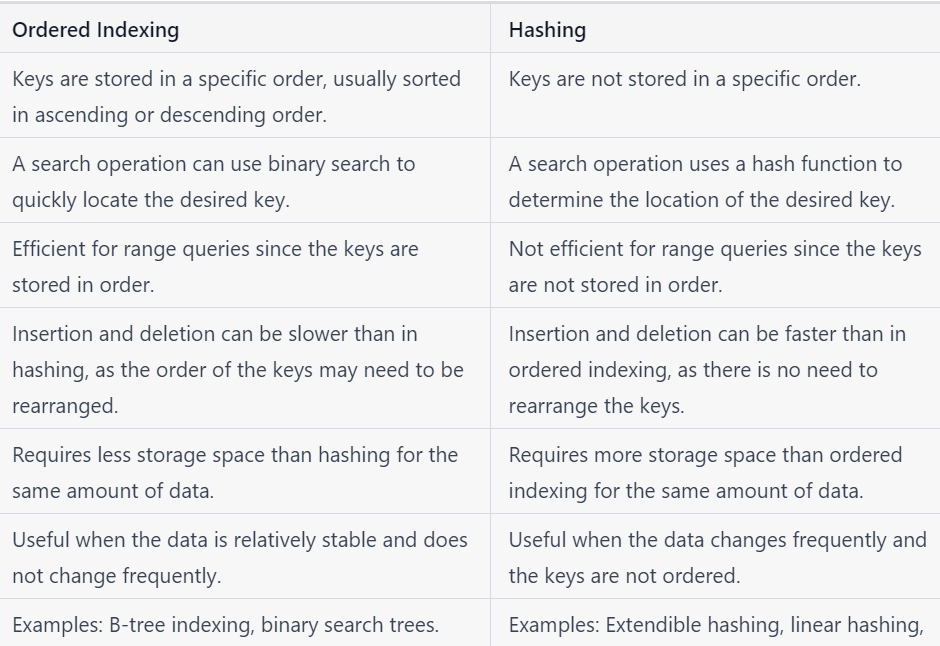 Ordered Indexing
Hashing
Keys are stored in a specific order, usually sorted
in ascending or descending order.
Keys are not stored in a specific order.
A search operation can use binary search to
quickly locate the desired key.
A search operation uses a hash function to
determine the location of the desired key.
Efficient for range queries since the keys are
stored in order.
Not efficient for range queries since the keys
are not stored in order.
Insertion and deletion can be slower than in
hashing, as the order of the keys may need to be
rearranged.
Insertion and deletion can be faster than in
ordered indexing, as there is no need to
rearrange the keys.
Requires less storage space than hashing for the
same amount of data.
Requires more storage space than ordered
indexing for the same amount of data.
Useful when the data is relatively stable and does
not change frequently.
Useful when the data changes frequently and
the keys are not ordered.
Examples: B-tree indexing, binary search trees.
Examples: Extendible hashing, linear hashing,